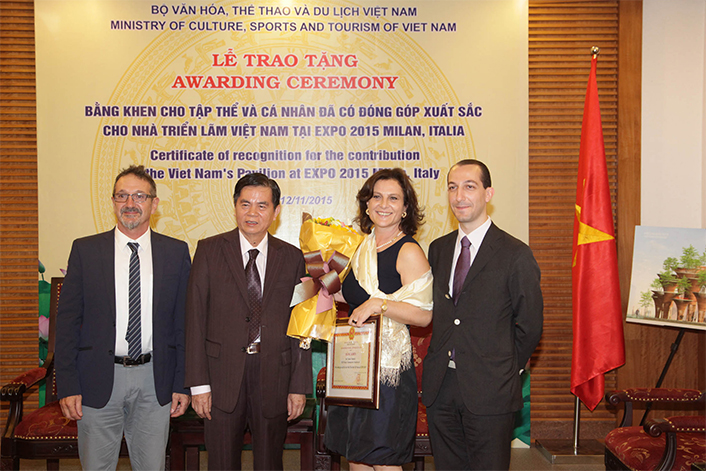 BỘ VĂN HÓA, THỂ THAO VÀ DU LỊCH VIỆT NAM
MINISTRY OF CULTURE, SPORTS AND TOURISM OF VIET NAM
LỄ TRAO TẶNG
AWARDING CEREMONY
BẰNG KHEN CHO TẬP THỂ VÀ CÁ NHÂN ĐÃ CÓ ĐÓNG GÓP XUẤT SẮC
CHO NHÀ TRIỂN LÃM VIỆT NAM TẠI EXPO 2015 MILAN, ITALIA
Certificate of recognition for the contribution
the Viet Nam's Pavilion at EXPO 2015 Italy
12/11/2015